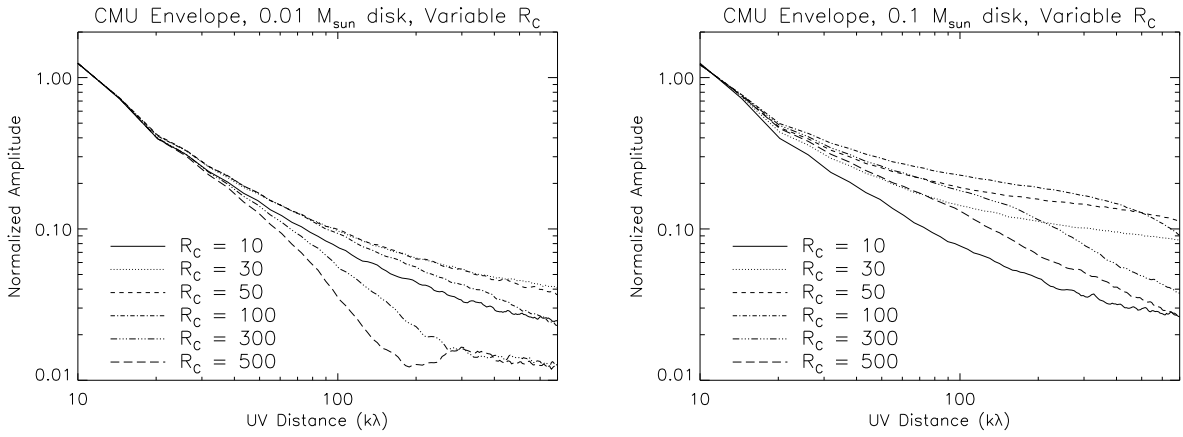 CMU Envelope, 0.01 M_sun disk, Variable R_C
Normalized Amplitude
1.00
0.10
0.01
R_C = 10
R_C = 30
R_C = 50
R_C = 100
R_C = 300
R_C = 500
10
100
UV Distance (kλ)
CMU Envelope, 0.1 M_sun disk, Variable R_C
Normalized Amplitude
1.00
0.10
0.01
R_C = 10
R_C = 30
R_C = 50
R_C = 100
R_C = 300
R_C = 500
10
100
UV Distance (kλ)